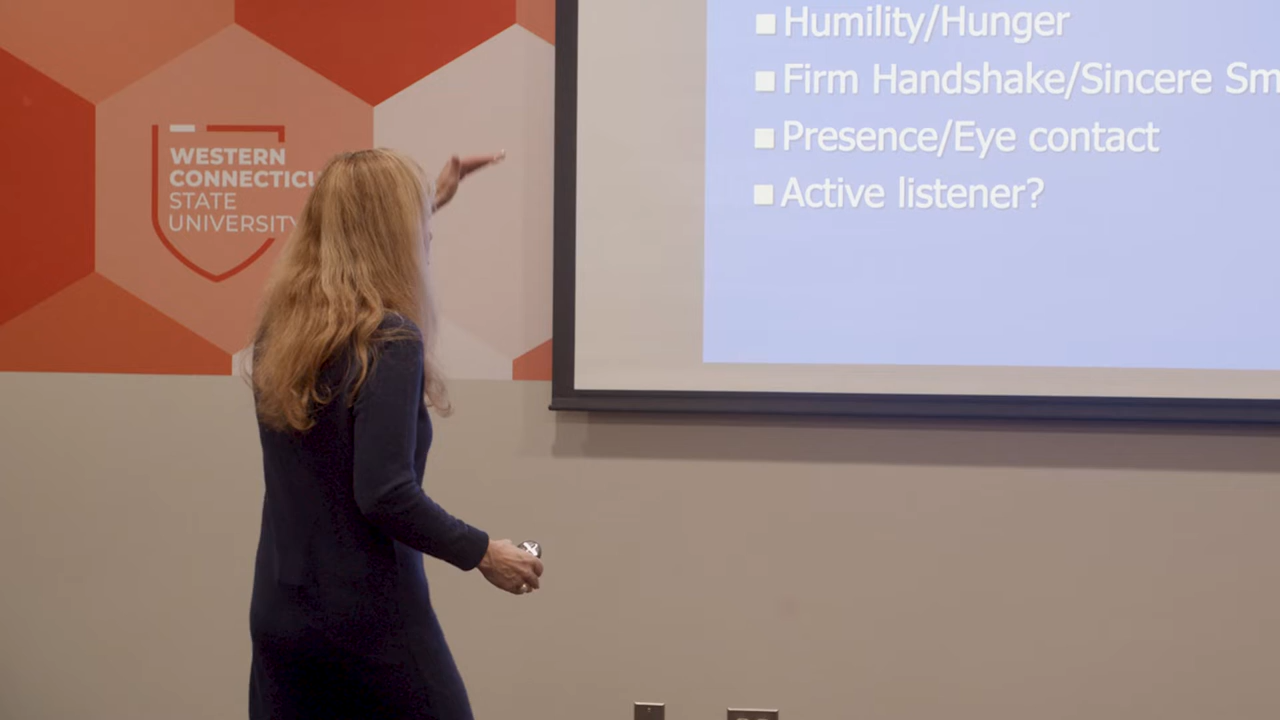 Humility/Hunger
Firm Handshake/Sincere Sm
Presence/Eye contact
Active listener?
WESTERN
CONNECTICU
STATE
UNIVERSITY